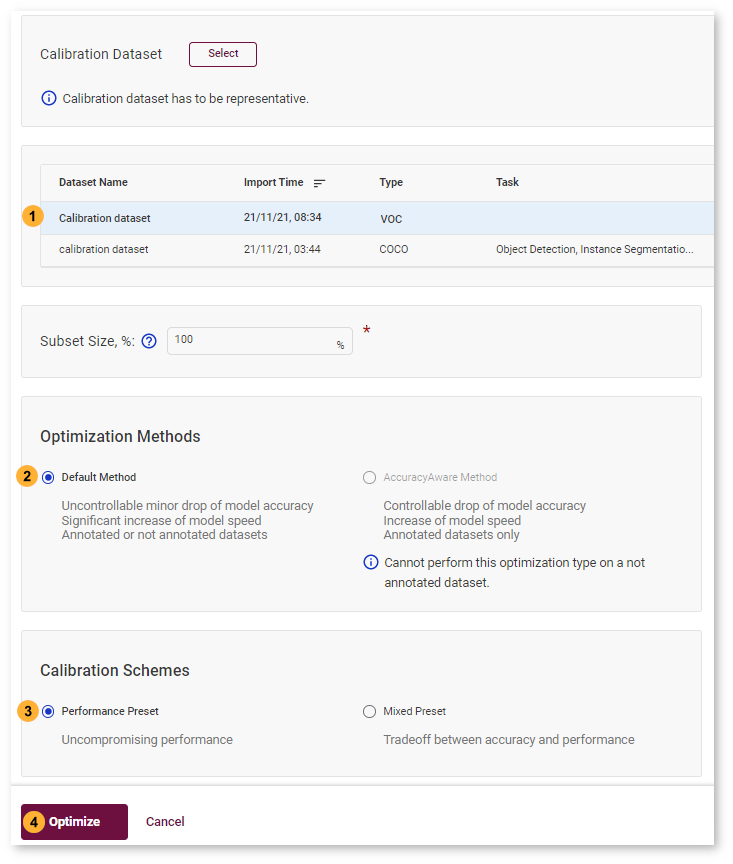 Calibration Dataset Select
Calibration dataset has to be representative.
Dataset Name Import Time Type Task
1 Calibration dataset 21/11/21, 08:34 VOC
calibration dataset 21/11/21, 03:44 COCO Object Detection, Instance Segmentatio...
Subset Size, %: ? 100 % *
Optimization Methods
2 Default Method AccuracyAware Method
Uncontrollable minor drop of model accuracy Controllable drop of model accuracy
Significant increase of model speed Increase of model speed
Annotated or not annotated datasets Annotated datasets only
Cannot perform this optimization type on a not
annotated dataset.
Calibration Schemes
3 Performance Preset Mixed Preset
Uncompromising performance Tradeoff between accuracy and performance
4 Optimize Cancel